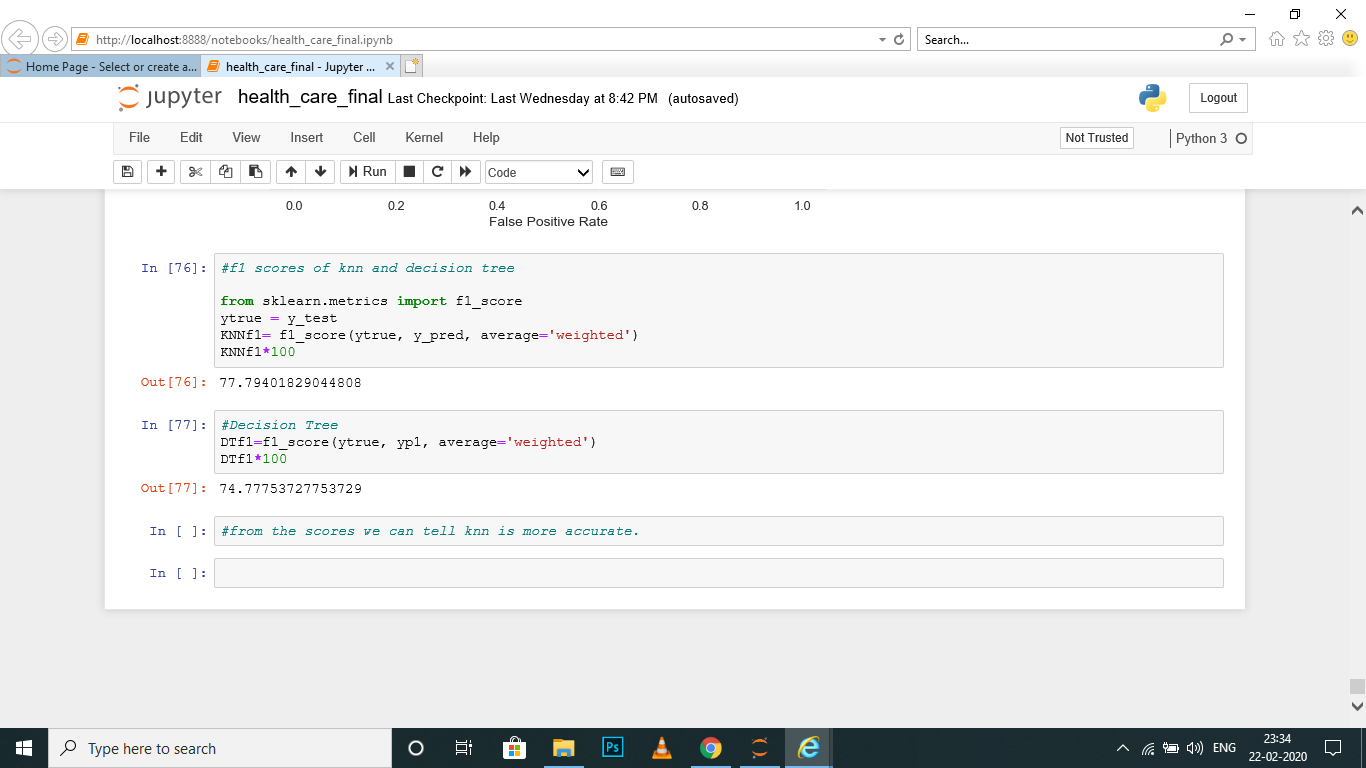 http://localhost:8888/notebooks/health_care_final.ipynb
Search...
Home Page - Select or create a...
health_care_final - Jupyter ...
jupyter health_care_final Last Checkpoint: Last Wednesday at 8:42 PM (autosaved)
Logout
File Edit View Insert Cell Kernel Help
Not Trusted
Python 3
Run
Code
0.0 0.2 0.4 0.6 0.8 1.0
False Positive Rate
In [76]: #f1 scores of knn and decision tree
from sklearn.metrics import f1_score
ytrue = y_test
KNNf1= f1_score(ytrue, y_pred, average='weighted')
KNNf1*100
Out[76]: 77.79401829044808
In [77]: #Decision Tree
DTf1=f1_score(ytrue, yp1, average='weighted')
DTf1*100
Out[77]: 74.77753727753729
In [ ]: #from the scores we can tell knn is more accurate.
In [ ]:
Type here to search
Ps
ENG
23:34
22-02-2020